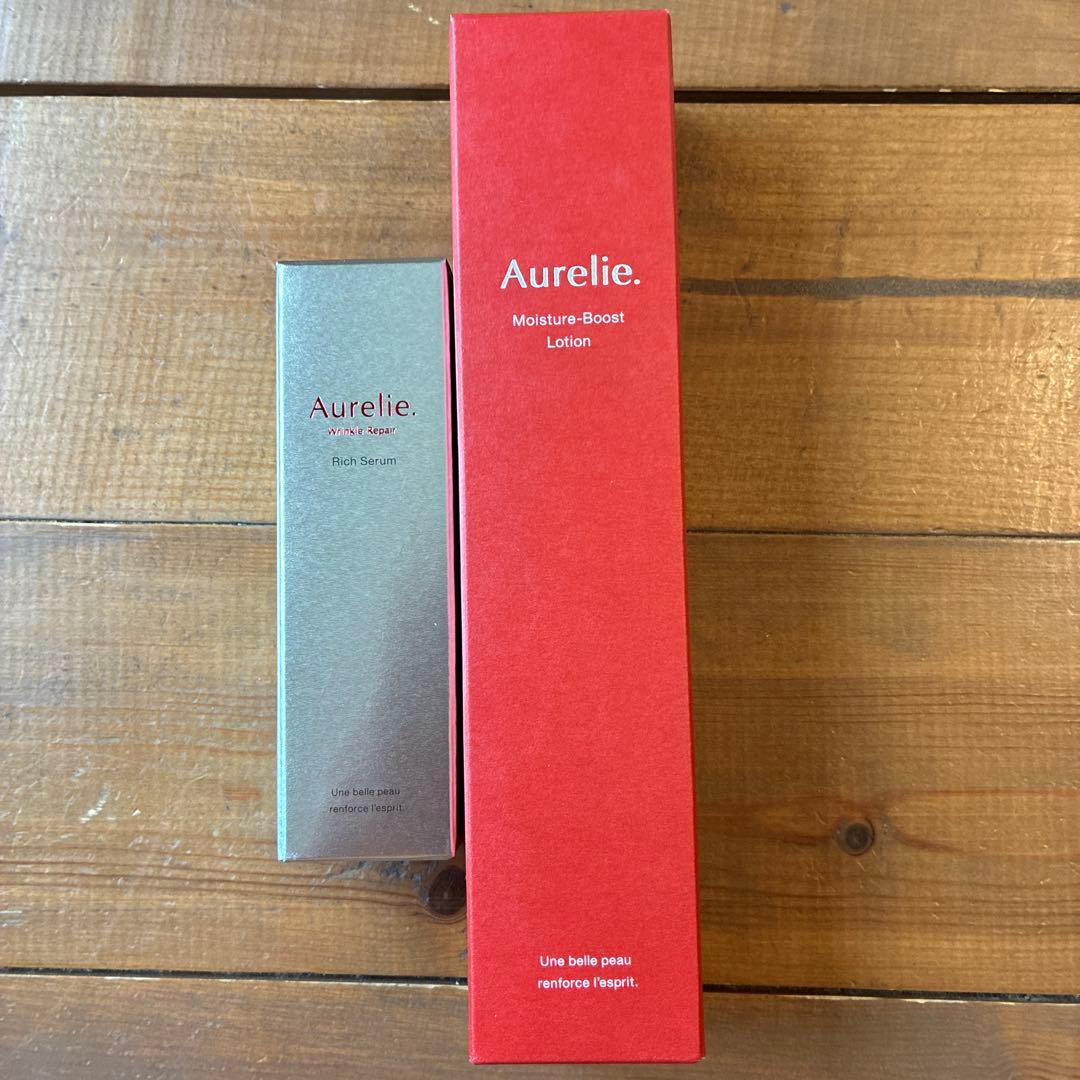 Aurelie.
Wrinkle Repair
Rich Serum
Une belle peau
renforce l'esprit.
Aurelie.
Moisture-Boost
Lotion
Une belle peau
renforce l'esprit.